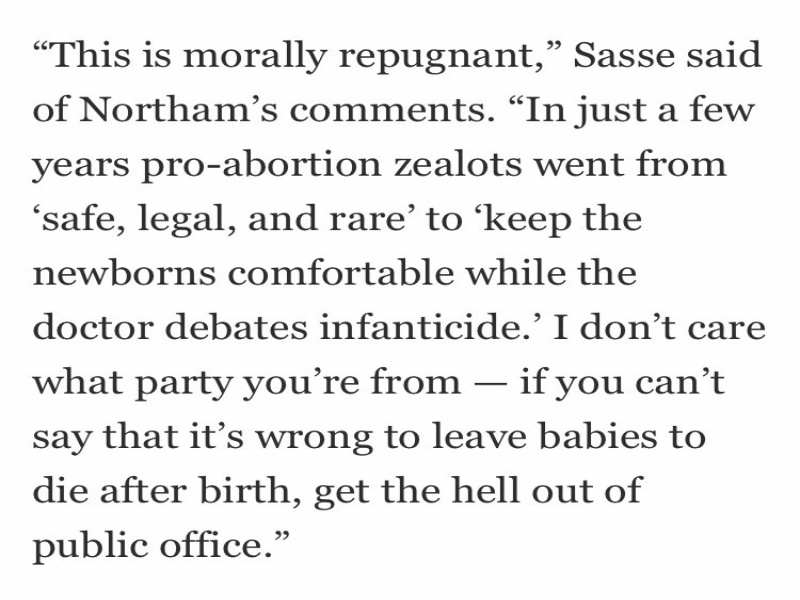 “This is morally repugnant,” Sasse said
of Northam’s comments. “In just a few
years pro-abortion zealots went from
‘safe, legal, and rare’ to ‘keep the
newborns comfortable while the
doctor debates infanticide.’ I don’t care
what party you’re from — if you can’t
say that it’s wrong to leave babies to
die after birth, get the hell out of
public office.”